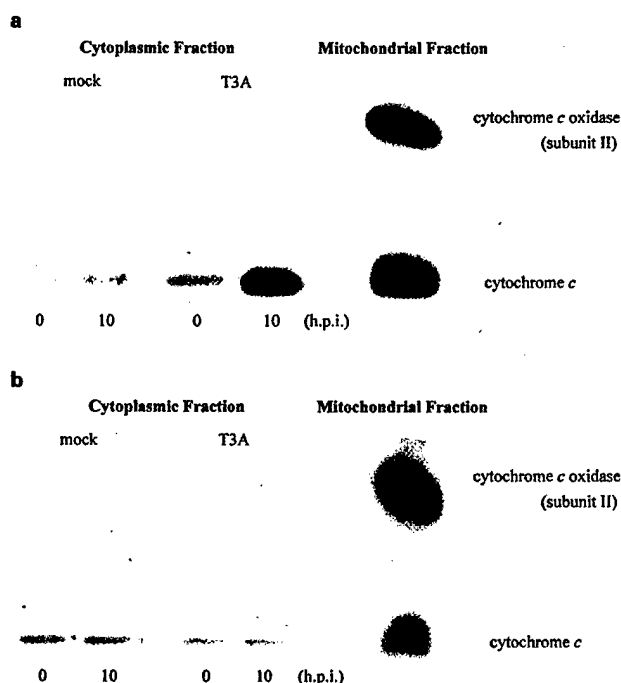 a
Cytoplasmic Fraction Mitochondrial Fraction
mock T3A
cytochrome c oxidase
(subunit II)
cytochrome c
0 10 0 10 (h.p.i.)
b
Cytoplasmic Fraction Mitochondrial Fraction
mock T3A
cytochrome c oxidase
(subunit II)
cytochrome c
0 10 0 10 (h.p.i.)